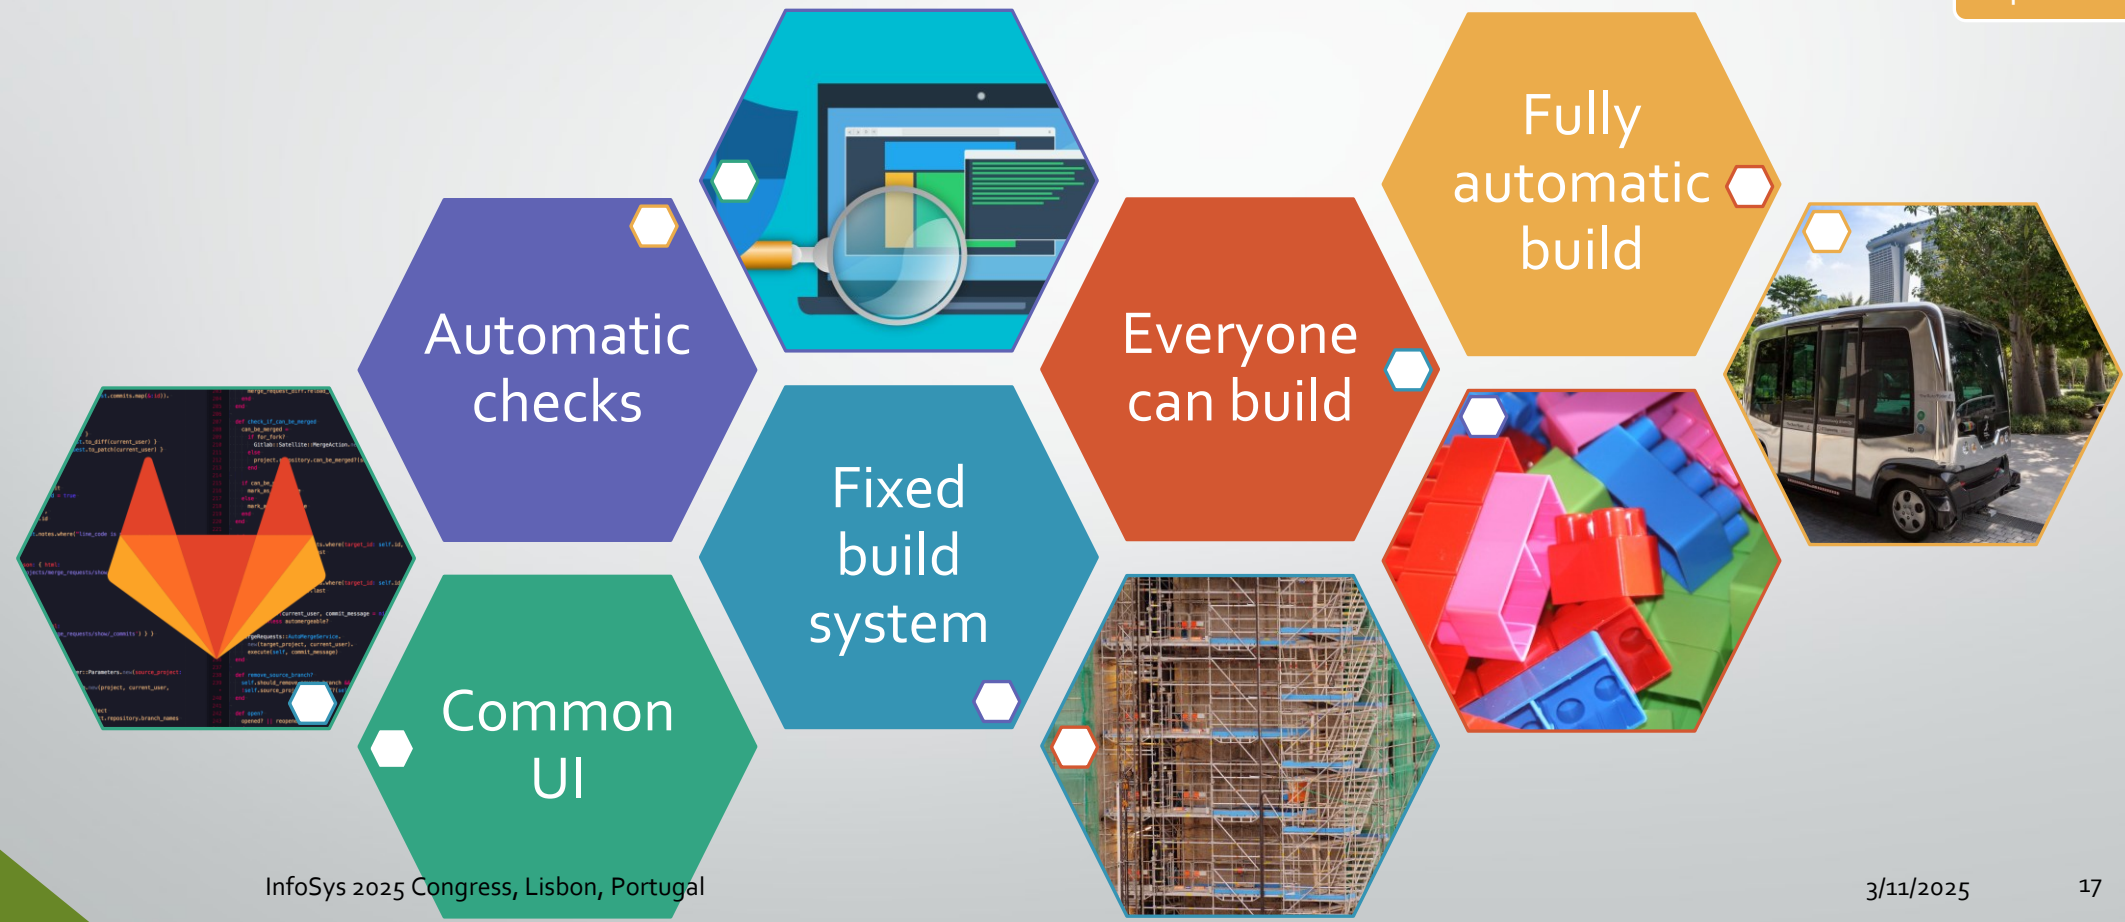 Automatic
checks
Common
UI
Fixed
build
system
Everyone
can build
Fully
automatic
build
InfoSys 2025 Congress, Lisbon, Portugal
3/11/2025
17